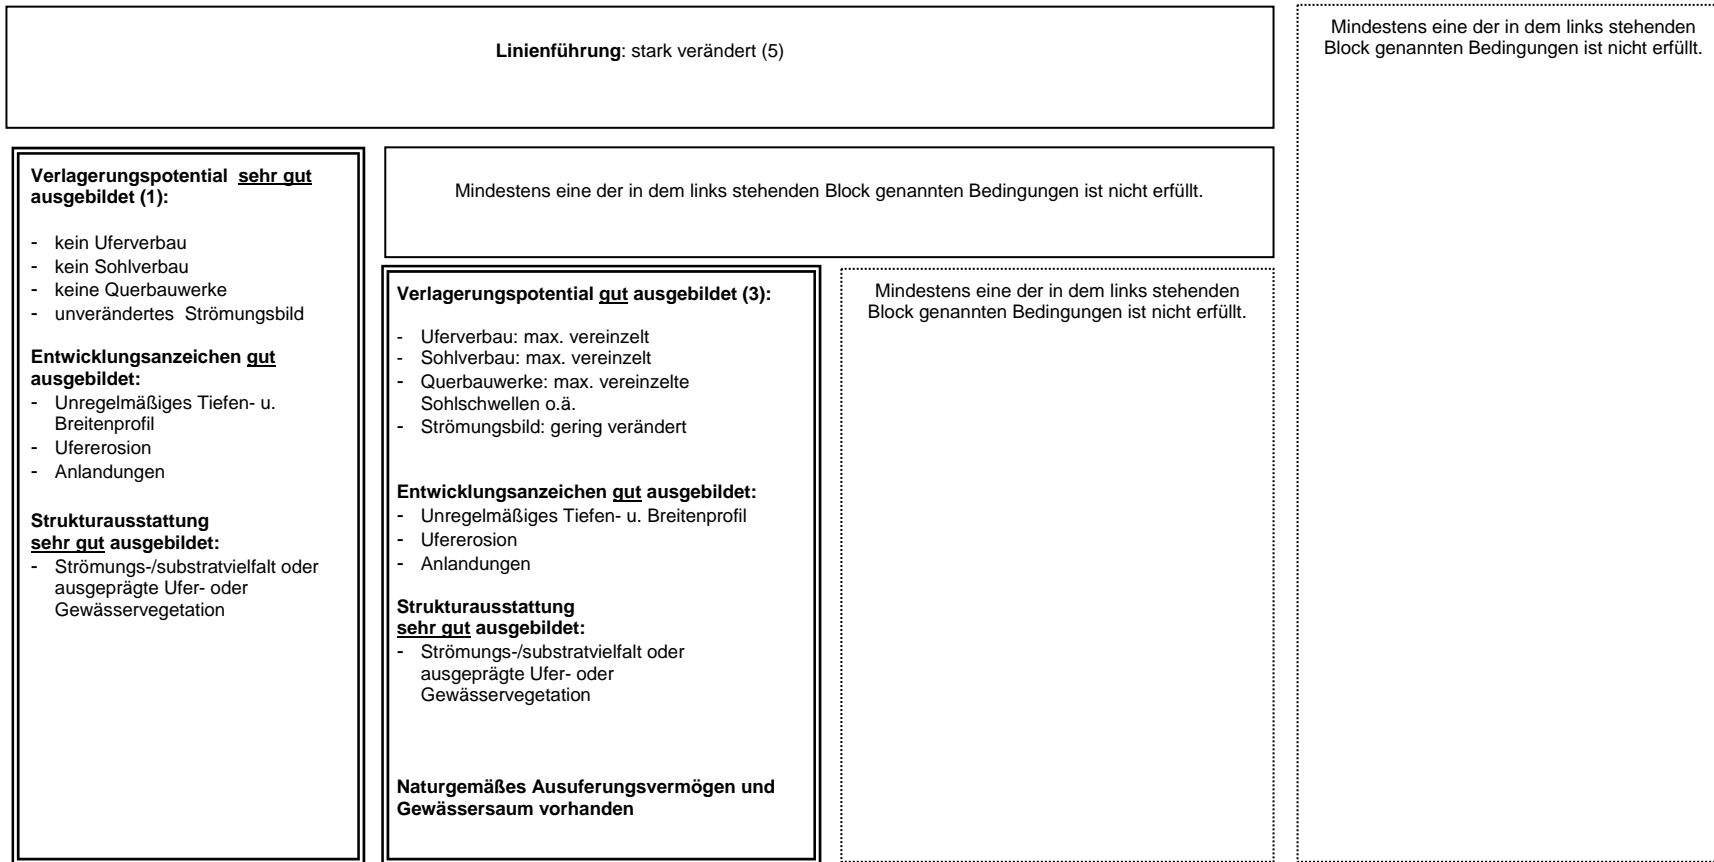 Linienführung: stark verändert (5)
Mindestens eine der in dem links stehenden
Block genannten Bedingungen ist nicht erfüllt.
Verlagerungspotential sehr gut
ausgebildet (1):
- kein Uferverbau
- kein Sohlverbau
- keine Querbauwerke
- unverändertes Strömungsbild
Entwicklungsanzeichen gut
ausgebildet:
- Unregelmäßiges Tiefen- u.
Breitenprofil
- Ufererosion
- Anlandungen
Strukturausstattung
sehr gut ausgebildet:
- Strömungs-/substratvielfalt oder
ausgeprägte Ufer- oder
Gewässervegetation
Mindestens eine der in dem links stehenden Block genannten Bedingungen ist nicht erfüllt.
Verlagerungspotential gut ausgebildet (3):
- Uferverbau: max. vereinzelt
- Sohlverbau: max. vereinzelt
- Querbauwerke: max. vereinzelte
Sohlschwellen o.ä.
- Strömungsbild: gering verändert
Entwicklungsanzeichen gut ausgebildet:
- Unregelmäßiges Tiefen- u. Breitenprofil
- Ufererosion
- Anlandungen
Strukturausstattung
sehr gut ausgebildet:
- Strömungs-/substratvielfalt oder
ausgeprägte Ufer- oder
Gewässervegetation
Naturgemäßes Ausuferungsvermögen und
Gewässersaum vorhanden
Mindestens eine der in dem links stehenden
Block genannten Bedingungen ist nicht erfüllt.